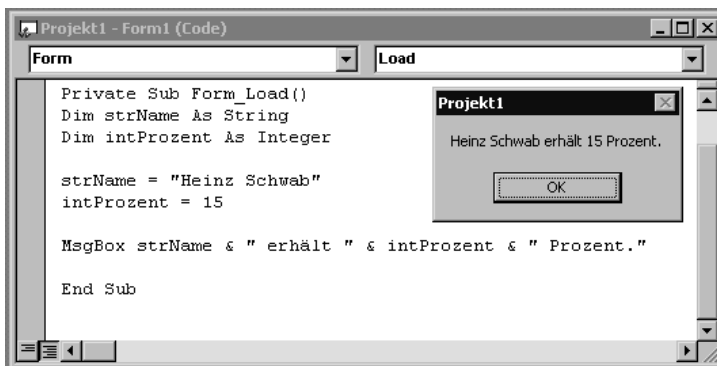 Projekt1 - Form1 (Code)
Form
Load
Private Sub Form_Load()
Dim strName As String
Dim intProzent As Integer
strName = "Heinz Schwab"
intProzent = 15
MsgBox strName & " erhält " & intProzent & " Prozent."
End Sub
Projekt1
Heinz Schwab erhält 15 Prozent.
OK